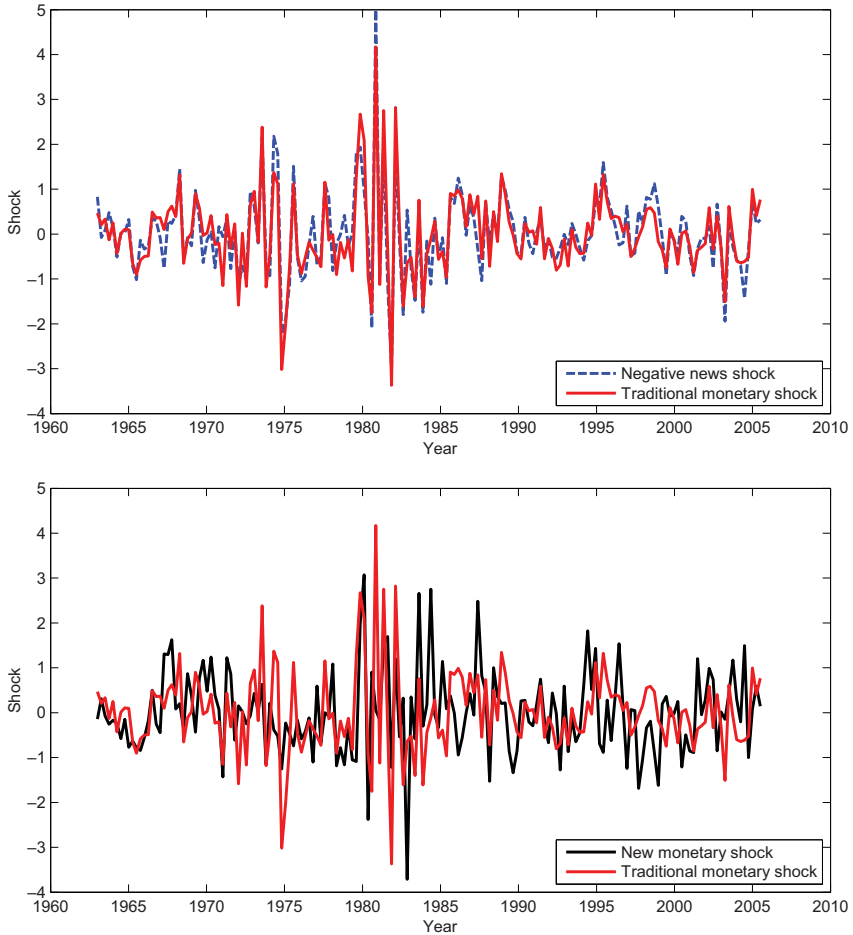 5
4
3
2
1
0
–1
–2
–3
–4
Shock
1960 1965 1970 1975 1980 1985 1990 1995 2000 2005 2010
Year
Negative news shock
Traditional monetary shock
5
4
3
2
1
0
–1
–2
–3
–4
Shock
1960 1965 1970 1975 1980 1985 1990 1995 2000 2005 2010
Year
New monetary shock
Traditional monetary shock